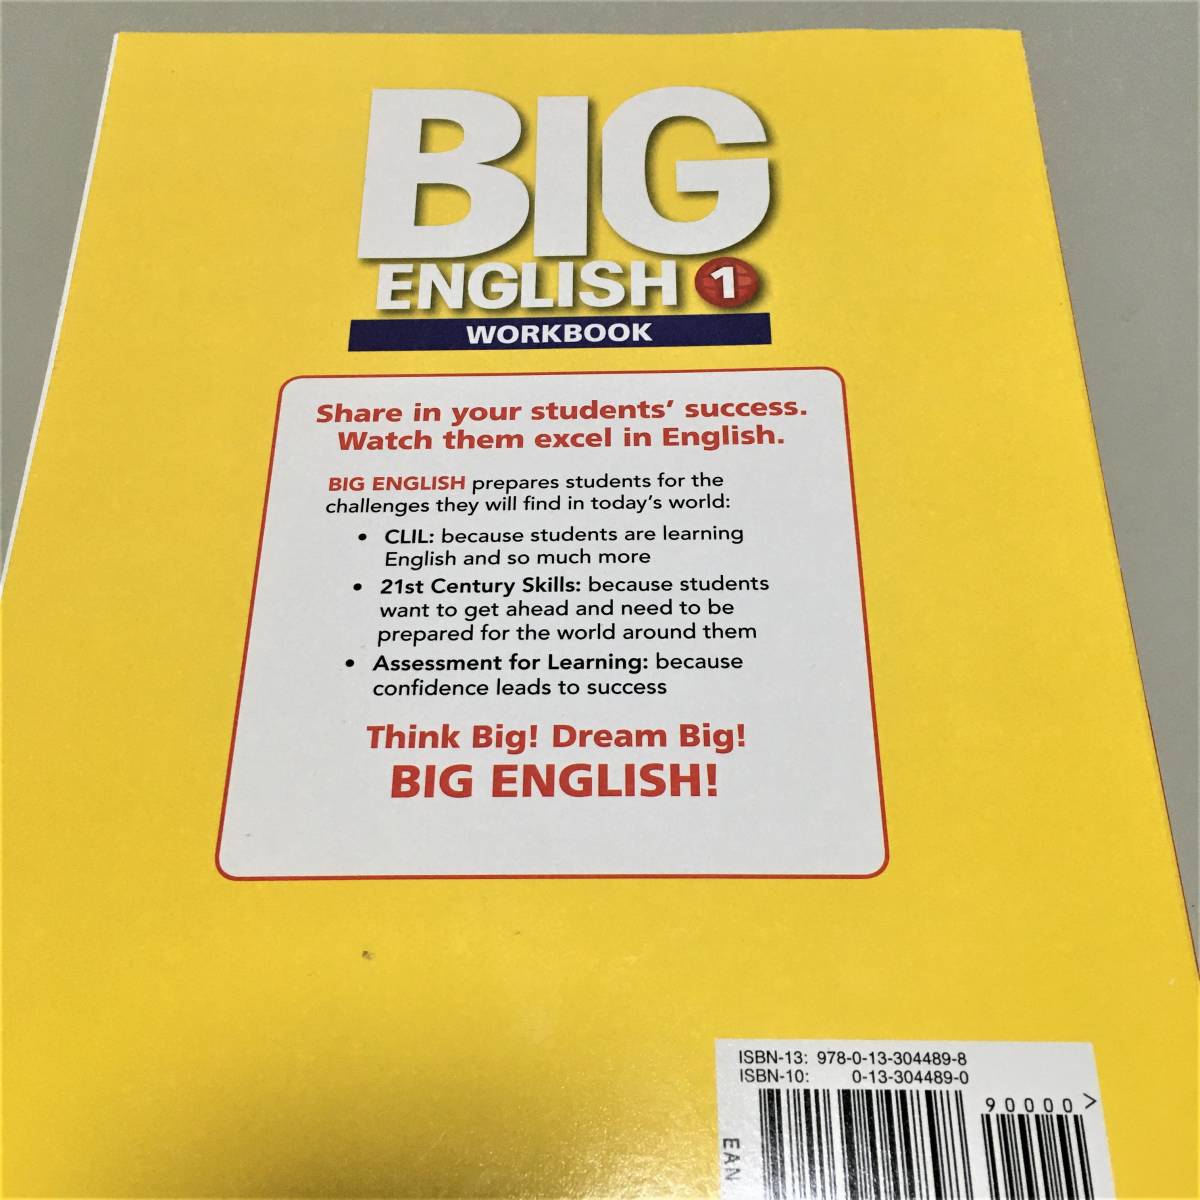 BIG
ENGLISH 1
WORKBOOK
Share in your students' success.
Watch them excel in English.
BIG ENGLISH prepares students for the
challenges they will find in today's world:
• CLIL: because students are learning
English and so much more
• 21st Century Skills: because students
want to get ahead and need to be
prepared for the world around them
• Assessment for Learning: because
confidence leads to success
Think Big! Dream Big!
BIG ENGLISH!
ISBN-13: 978-0-13-304489-8
ISBN-10: 0-13-304489-0
90000>
EAN